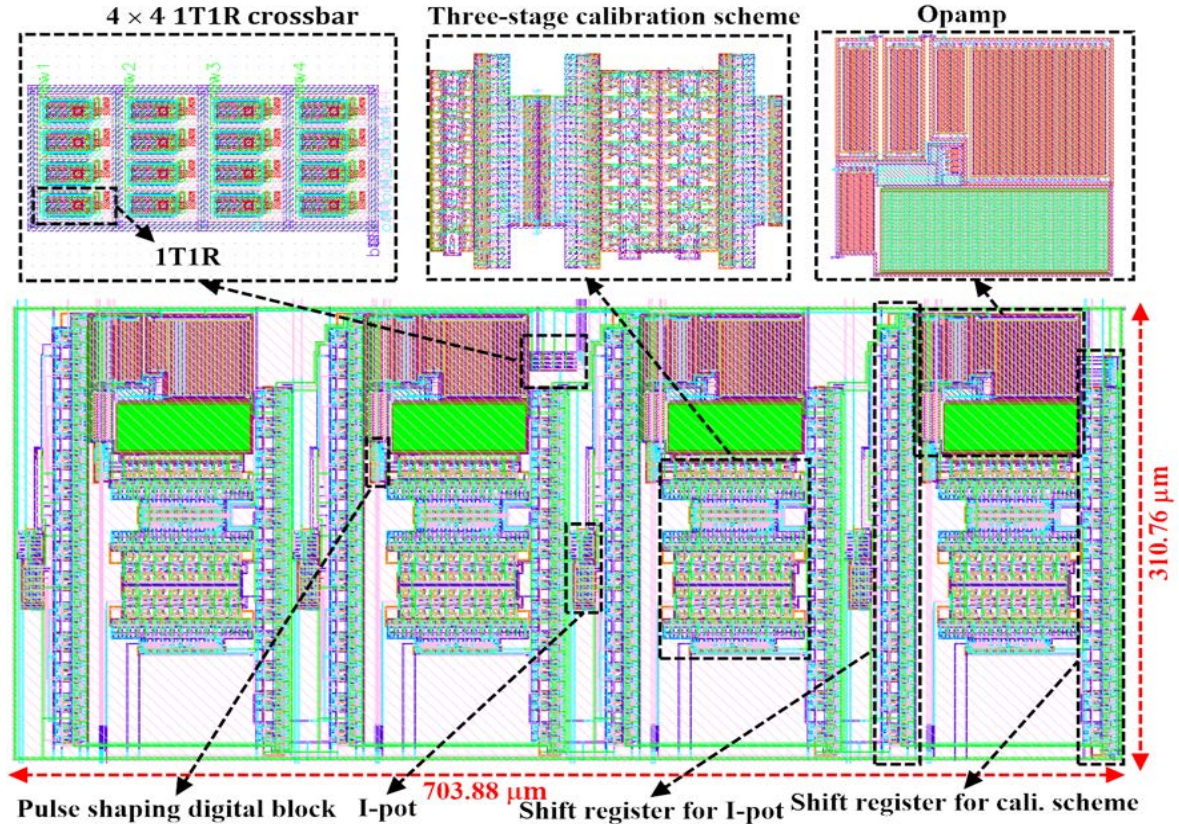 4 × 4 1T1R crossbar
Three-stage calibration scheme
Opamp
1T1R
310.76 µm
703.88 µm
Pulse shaping digital block
I-pot
Shift register for I-pot
Shift register for cali. scheme